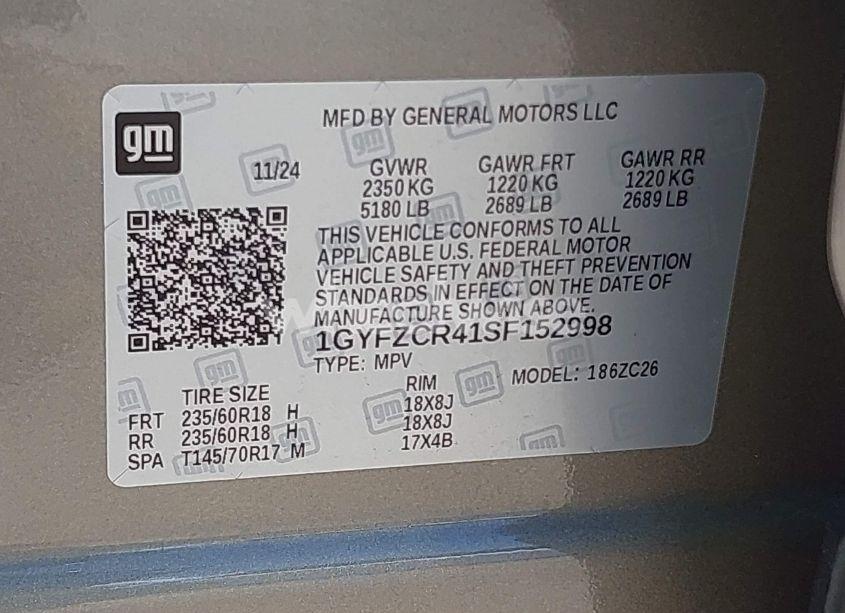 gm
MFD BY GENERAL MOTORS LLC
11/24 GVWR GAWR FRT GAWR RR
2350 KG 1220 KG 1220 KG
5180 LB 2689 LB 2689 LB
THIS VEHICLE CONFORMS TO ALL
APPLICABLE U.S. FEDERAL MOTOR
VEHICLE SAFETY AND THEFT PREVENTION
STANDARDS IN EFFECT ON THE DATE OF
MANUFACTURE SHOWN ABOVE.
1GYFZCR41SF152998
TYPE: MPV MODEL: 186ZC26
TIRE SIZE RIM
FRT 235/60R18 H 18X8J
RR 235/60R18 H 18X8J
SPA T145/70R17 M 17X4B